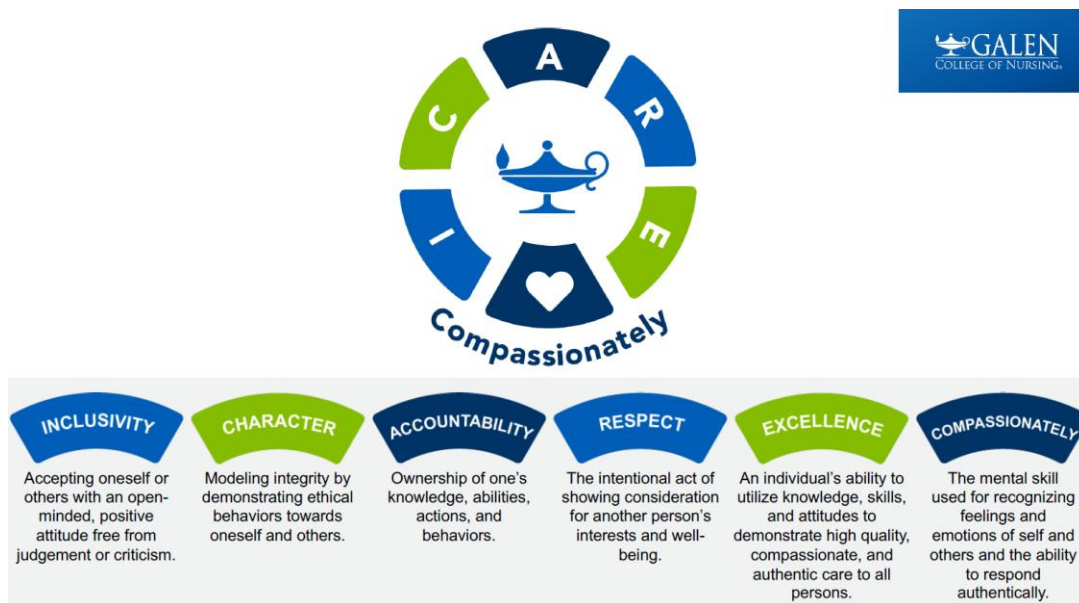 GALEN
COLLEGE OF NURSING®
I
C
A
R
E
Compassionately
INCLUSIVITY
Accepting oneself or
others with an open-
minded, positive
attitude free from
judgement or criticism.
CHARACTER
Modeling integrity by
demonstrating ethical
behaviors towards
oneself and others.
ACCOUNTABILITY
Ownership of one’s
knowledge, abilities,
actions, and
behaviors.
RESPECT
The intentional act of
showing consideration
for another person’s
interests and well-
being.
EXCELLENCE
An individual’s ability to
utilize knowledge, skills,
and attitudes to
demonstrate high quality,
compassionate, and
authentic care to all
persons.
COMPASSIONATELY
The mental skill
used for recognizing
feelings and
emotions of self and
others and the ability
to respond
authentically.